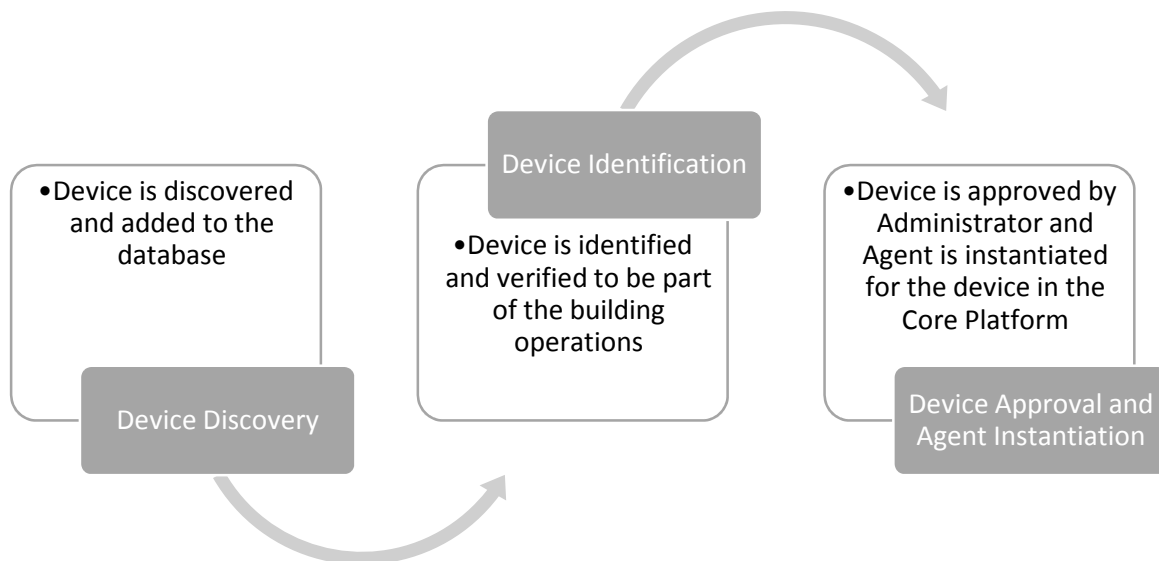 •Device is discovered
and added to the
database
Device Discovery
Device Identification
•Device is identified
and verified to be part
of the building
operations
•Device is approved by
Administrator and
Agent is instantiated
for the device in the
Core Platform
Device Approval and
Agent Instantiation